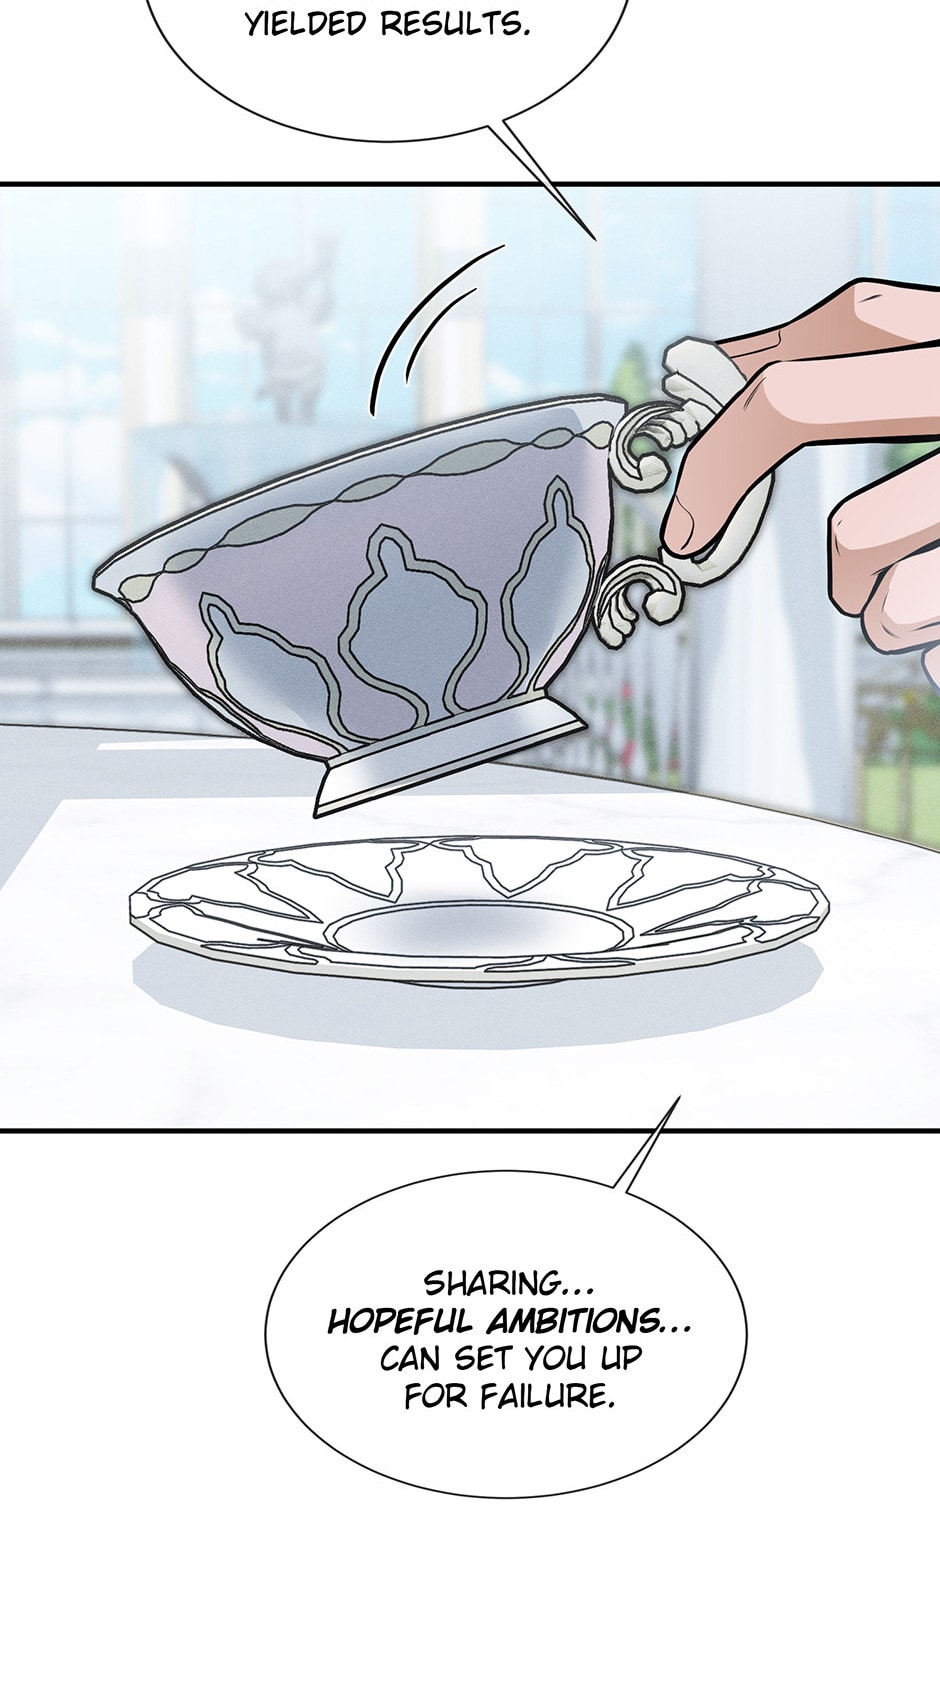 YIELDED RESULTS.
SHARING...
HOPEFUL AMBITIONS...
CAN SET YOU UP
FOR FAILURE.